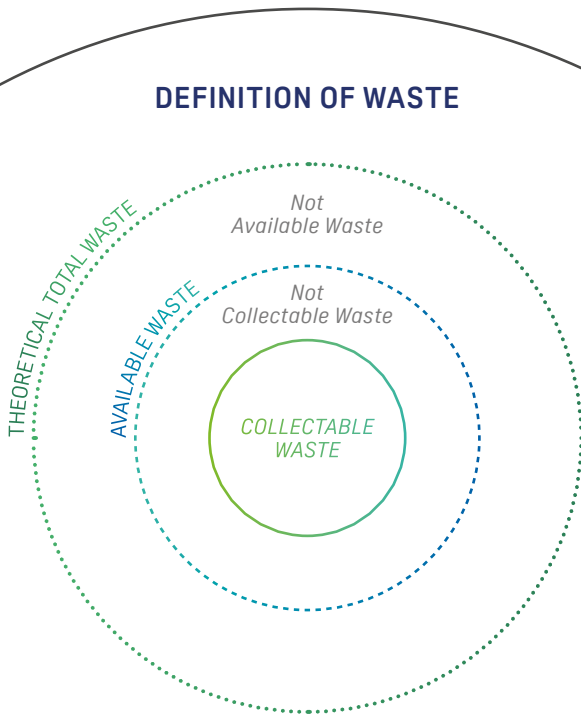 DEFINITION OF WASTE
Not
Available Waste
THEORETICAL TOTAL WASTE
Not
Collectable Waste
AVAILABLE WASTE
COLLECTABLE
WASTE